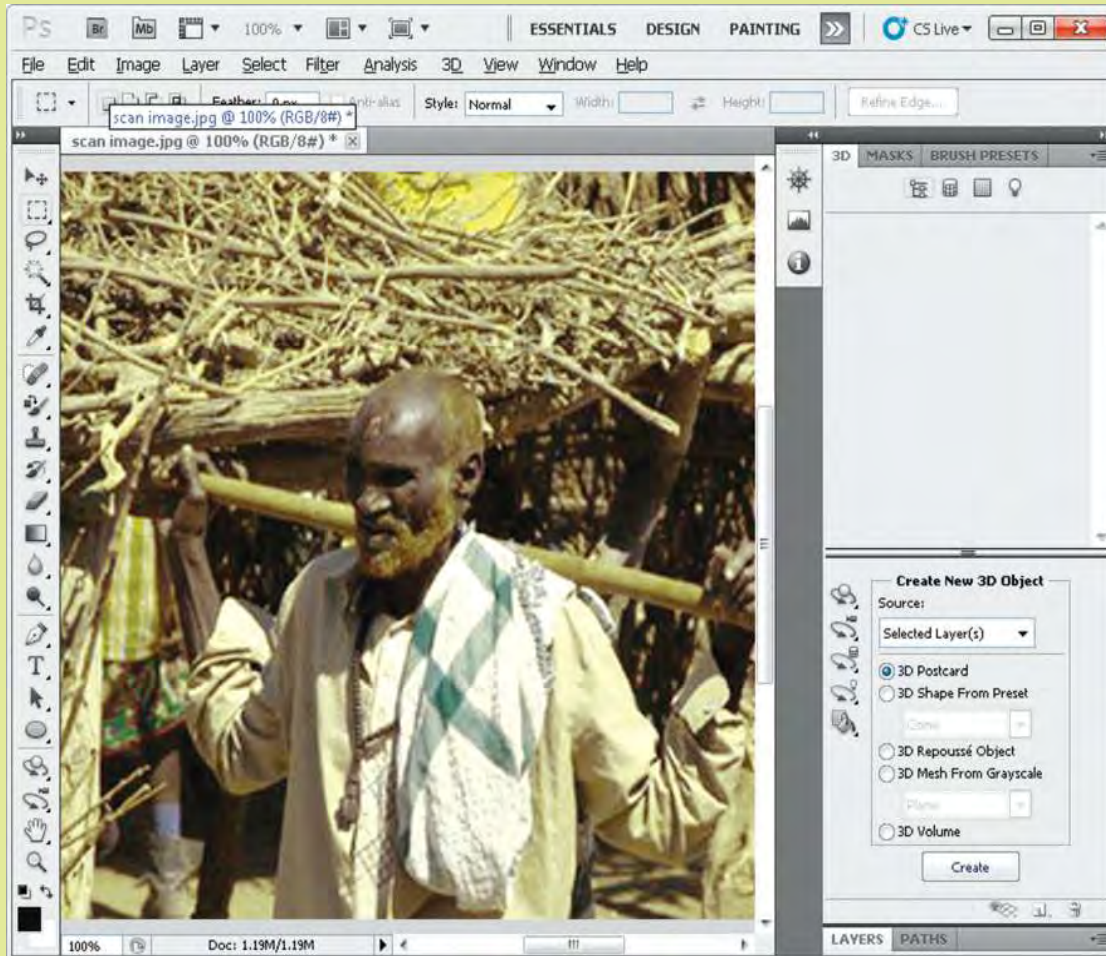 Ps Br Mb 100% ESSENTIALS DESIGN PAINTING CS Live
File Edit Image Layer Select Filter Analysis 3D View Window Help
Feather: 0 px Anti-alias Style: Normal Width: Height: Refine Edge...
scan image.jpg @ 100% (RGB/8#) *
scan image.jpg @ 100% (RGB/8#) *
3D MASKS BRUSH PRESETS
Create New 3D Object
Source:
Selected Layer(s)
3D Postcard
3D Shape From Preset
Cone
3D Repoussé Object
3D Mesh From Grayscale
Plane
3D Volume
Create
100% Doc: 1.19M/1.19M
LAYERS PATHS